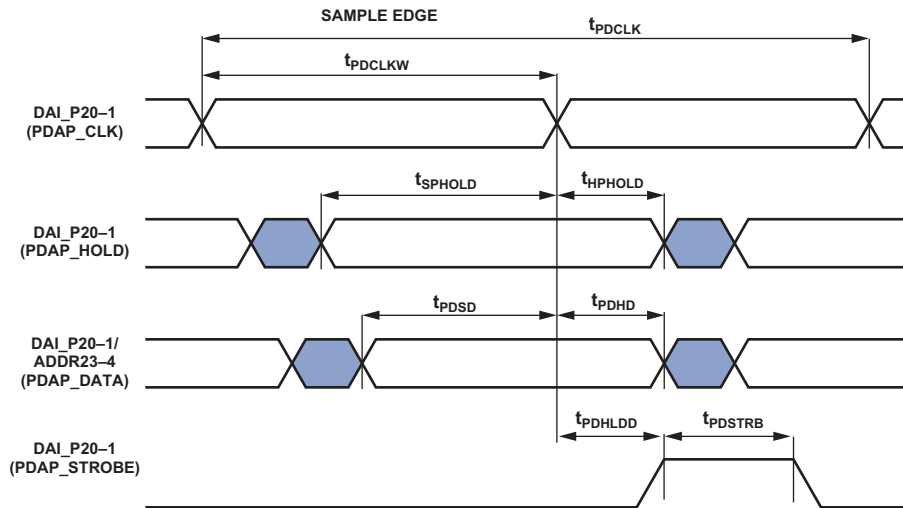 SAMPLE EDGE
tPDCLK
tPDCLKW
DAI_P20–1
(PDAP_CLK)
tSPHOLD
tHPHOLD
DAI_P20–1
(PDAP_HOLD)
tPDSD
tPDHD
DAI_P20–1/
ADDR23–4
(PDAP_DATA)
tPDHLDD
tPDSTRB
DAI_P20–1
(PDAP_STROBE)